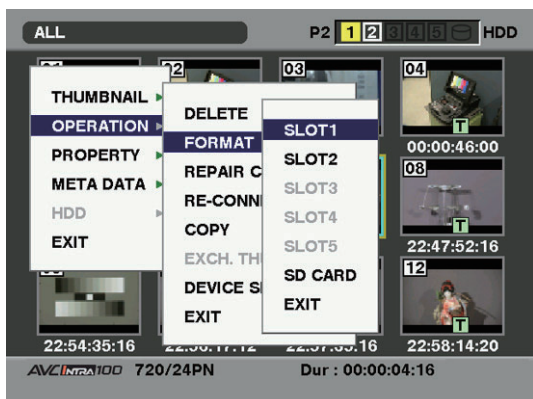 ALL
P2 1 2 3 4 5 HDD
02
03
04
THUMBNAIL
OPERATION
PROPERTY
META DATA
HDD
EXIT
DELETE
FORMAT
REPAIR C
RE-CONN
COPY
EXCH. TH
DEVICE S
EXIT
SLOT1
SLOT2
SLOT3
SLOT4
SLOT5
SD CARD
EXIT
T
00:00:46:00
08
T
22:47:52:16
12
T
22:54:35:16
22:58:14:20
AVC INTRA 100 720/24PN Dur : 00:00:04:16